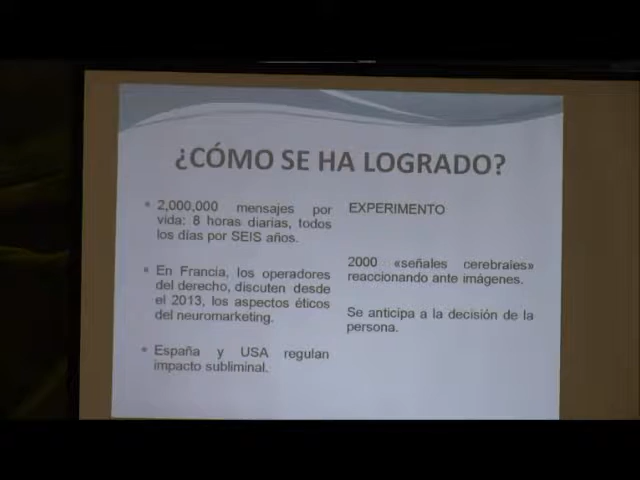 ¿CÓMO SE HA LOGRADO?
• 2,000,000 mensajes por
vida: 8 horas diarias, todos
los días por SEIS años.
• En Francia, los operadores
del derecho, discuten desde
el 2013, los aspectos éticos
del neuromarketing.
• España y USA regulan
impacto subliminal.
EXPERIMENTO
2000 «señales cerebrales»
reaccionando ante imágenes.
Se anticipa a la decisión de la
persona.